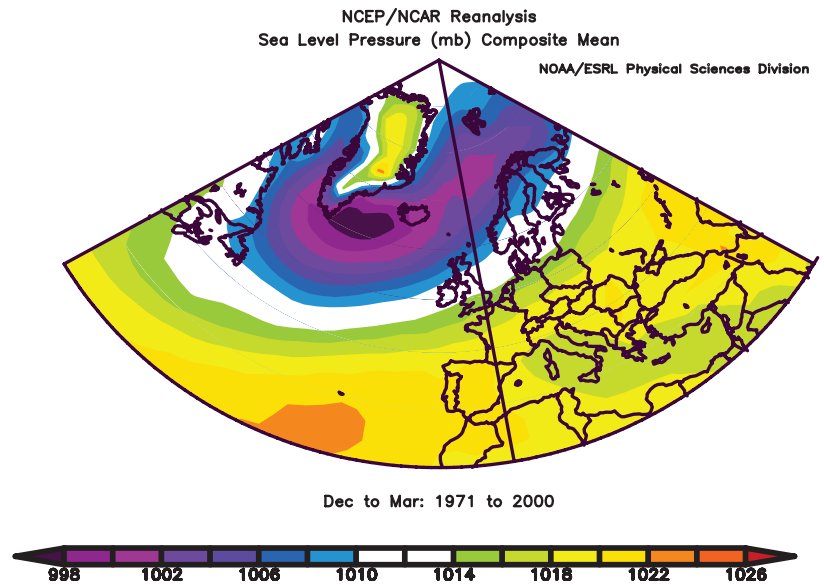 NCEP/NCAR Reanalysis
Sea Level Pressure (mb) Composite Mean
NOAA/ESRL Physical Sciences Division
Dec to Mar: 1971 to 2000
998 1002 1006 1010 1014 1018 1022 1026